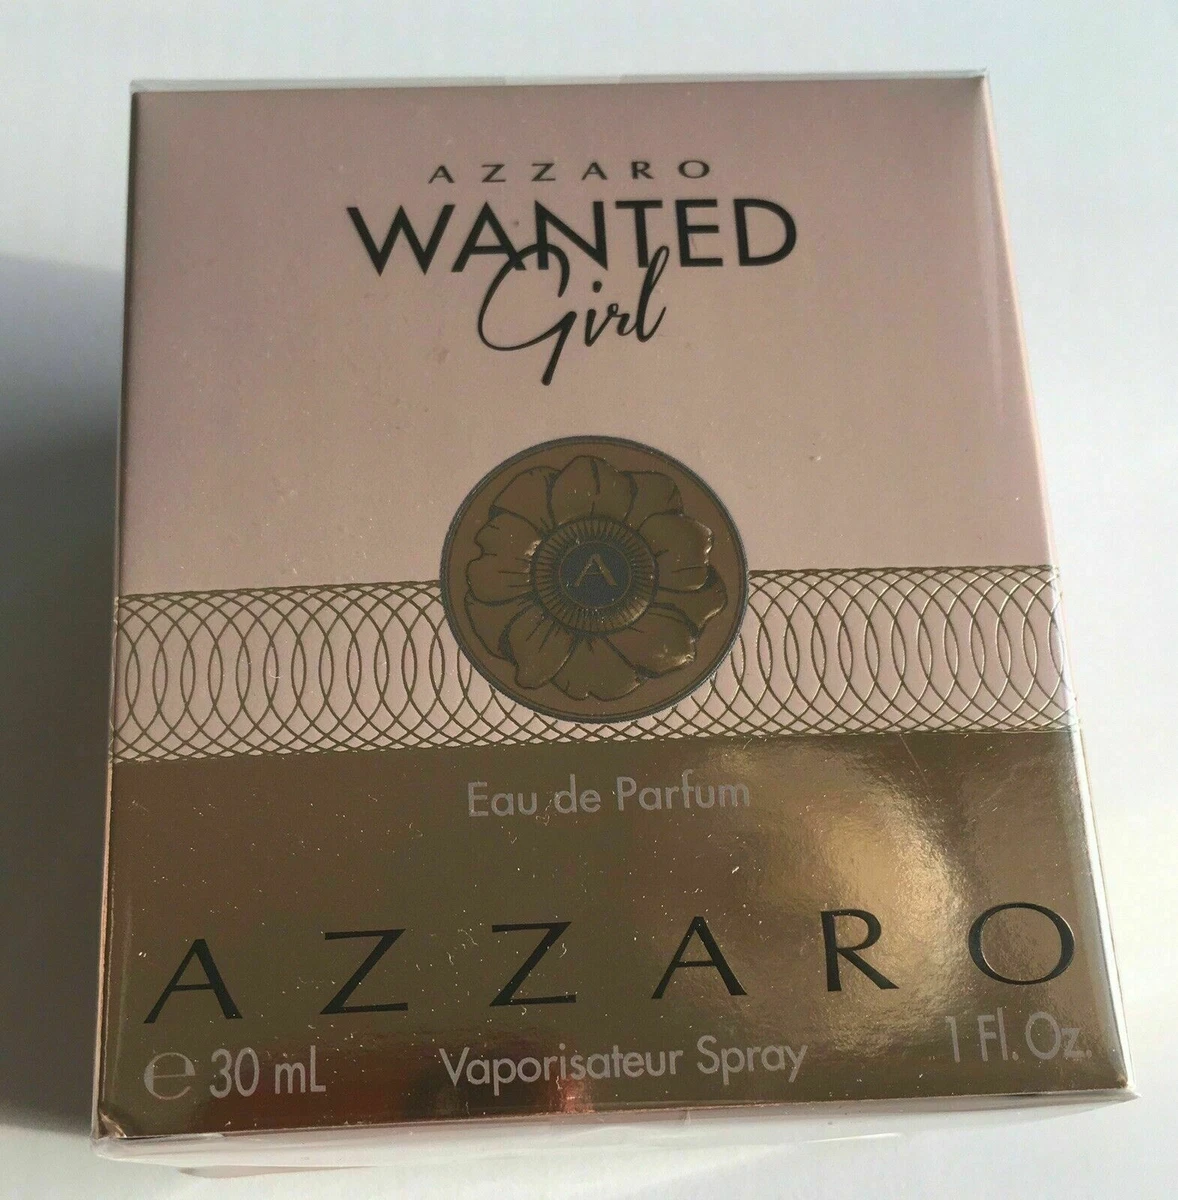 AZZARO
WANTED
Girl
A
Eau de Parfum
AZZARO
℮ 30 mL Vaporisateur Spray 1 Fl. Oz.